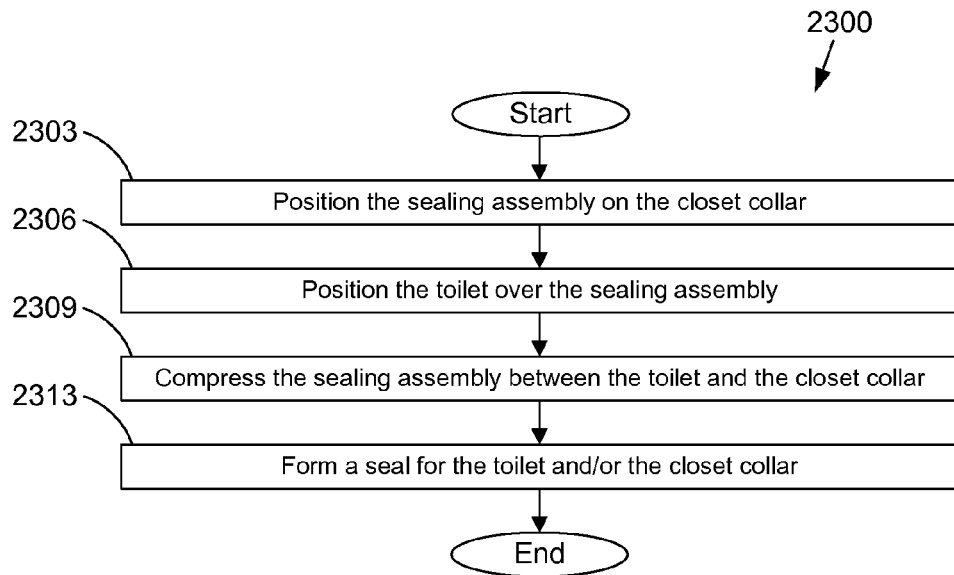 2300
Start
2303
Position the sealing assembly on the closet collar
2306
Position the toilet over the sealing assembly
2309
Compress the sealing assembly between the toilet and the closet collar
2313
Form a seal for the toilet and/or the closet collar
End